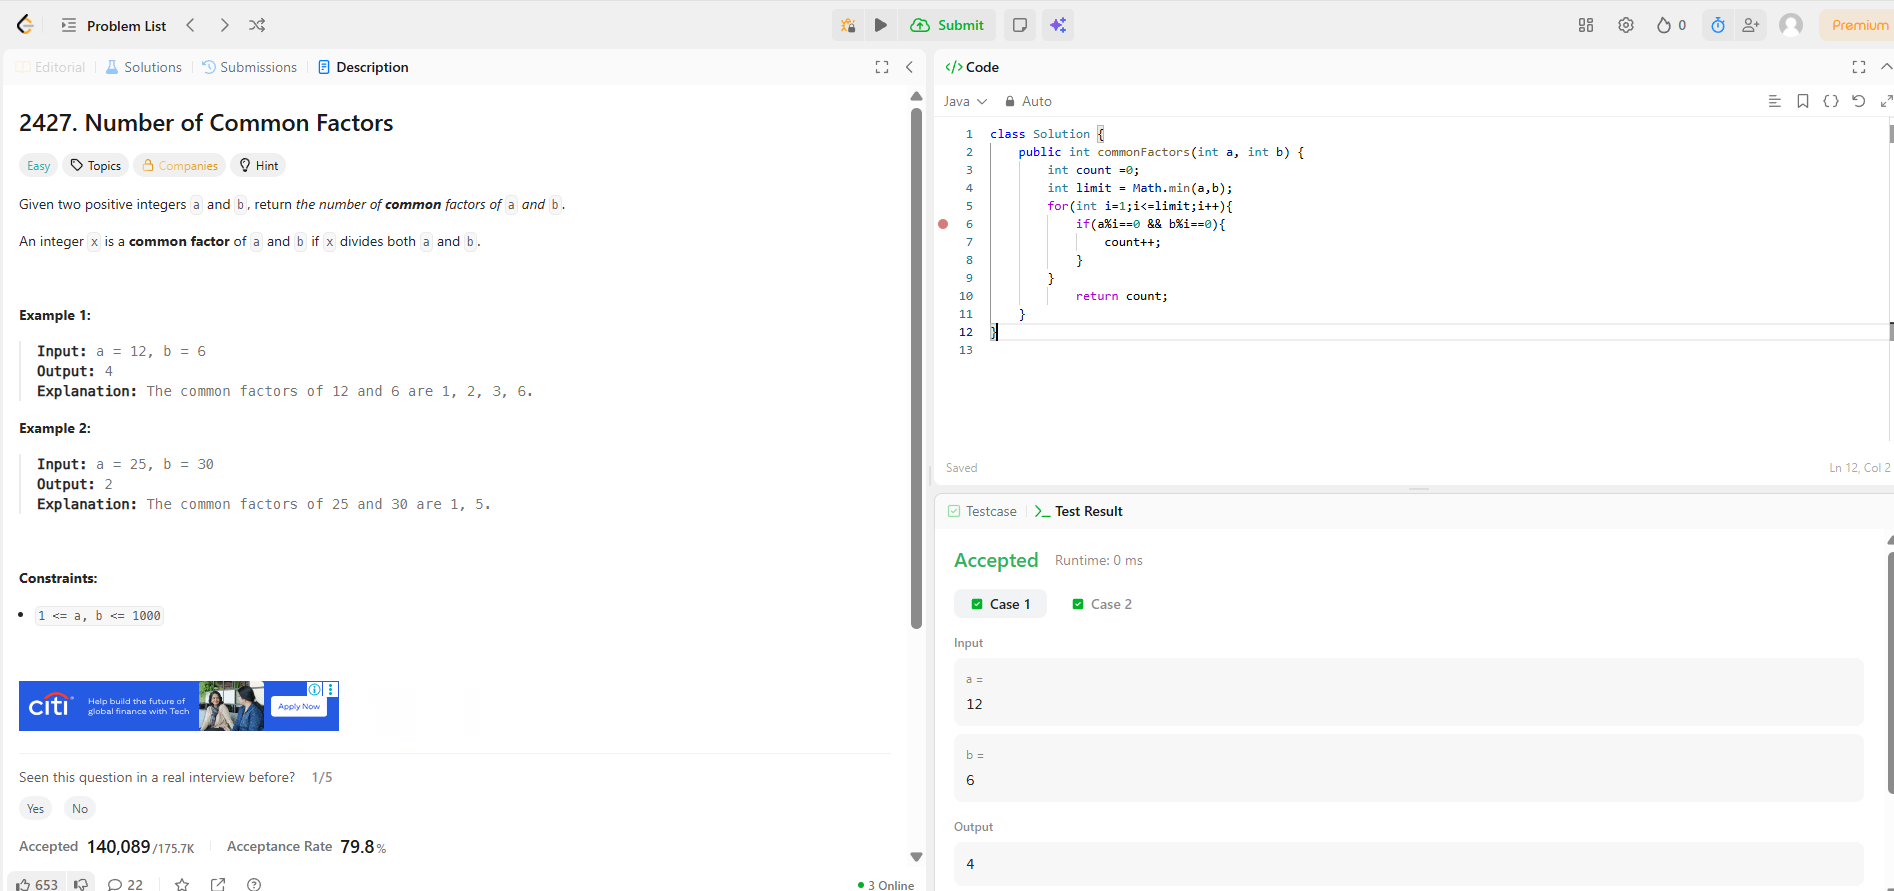 Problem List
Submit
0
Premium
Editorial
Solutions
Submissions
Description
2427. Number of Common Factors
Easy
Topics
Companies
Hint
Given two positive integers a and b, return the number of common factors of a and b.
An integer x is a common factor of a and b if x divides both a and b.
Example 1:
Input: a = 12, b = 6
Output: 4
Explanation: The common factors of 12 and 6 are 1, 2, 3, 6.
Example 2:
Input: a = 25, b = 30
Output: 2
Explanation: The common factors of 25 and 30 are 1, 5.
Constraints:
1 <= a, b <= 1000
citi
Help build the future of
global finance with Tech
Apply Now
Seen this question in a real interview before? 1/5
Yes
No
Accepted 140,089/175.7K
Acceptance Rate 79.8%
653
22
3 Online
</> Code
Java
Auto
1 class Solution {
2 public int commonFactors(int a, int b) {
3 int count =0;
4 int limit = Math.min(a,b);
5 for(int i=1;i<=limit;i++){
6 if(a%i==0 && b%i==0){
7 count++;
8 }
9 }
10 return count;
11 }
12 }
13
Saved
Ln 12, Col 2
Testcase
>_ Test Result
Accepted
Runtime: 0 ms
Case 1
Case 2
Input
a =
12
b =
6
Output
4